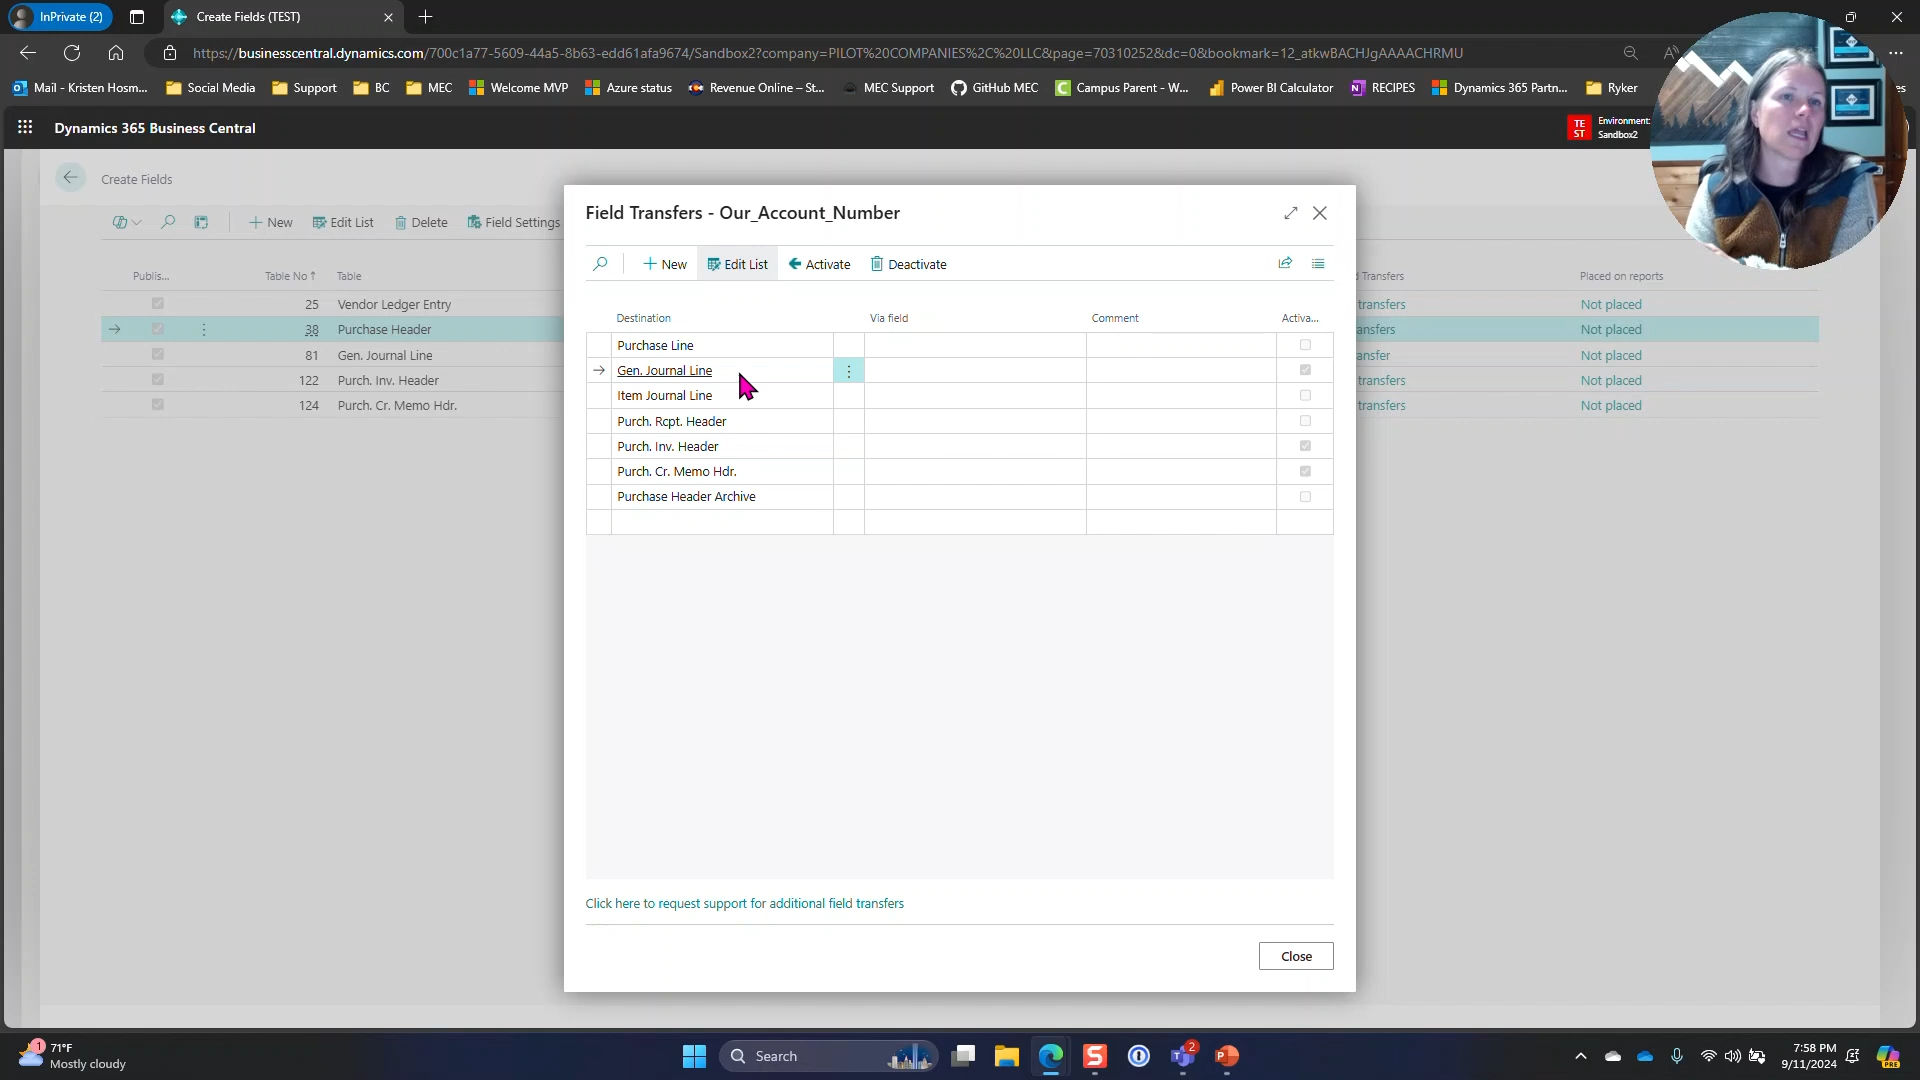 InPrivate (2)
Create Fields (TEST)
https://businesscentral.dynamics.com/700c1a77-5609-44a5-8b63-edd61afa9674/Sandbox2?company=PILOT%20COMPANIES%2C%20LLC&page=70310252&dc=0&bookmark=12_atkwBACHJgAAAACHRMU
Mail - Kristen Hosm...
Social Media
Support
BC
MEC
Welcome MVP
Azure status
Revenue Online – St...
MEC Support
GitHub MEC
Campus Parent - W...
Power BI Calculator
RECIPES
Dynamics 365 Partn...
Ryker
Dynamics 365 Business Central
TE
ST
Environment:
Sandbox2
Create Fields
New
Edit List
Delete
Field Settings
Publis...
Table No ↑
Table
Transfers
Placed on reports
25 Vendor Ledger Entry transfers Not placed
38 Purchase Header ansfers Not placed
81 Gen. Journal Line ansfer Not placed
122 Purch. Inv. Header transfers Not placed
124 Purch. Cr. Memo Hdr. transfers Not placed
Field Transfers - Our_Account_Number
New
Edit List
Activate
Deactivate
Destination
Via field
Comment
Activa...
Purchase Line
Gen. Journal Line
Item Journal Line
Purch. Rcpt. Header
Purch. Inv. Header
Purch. Cr. Memo Hdr.
Purchase Header Archive
Click here to request support for additional field transfers
Close
1
71°F
Mostly cloudy
Search
2
7:58 PM
9/11/2024
PRE